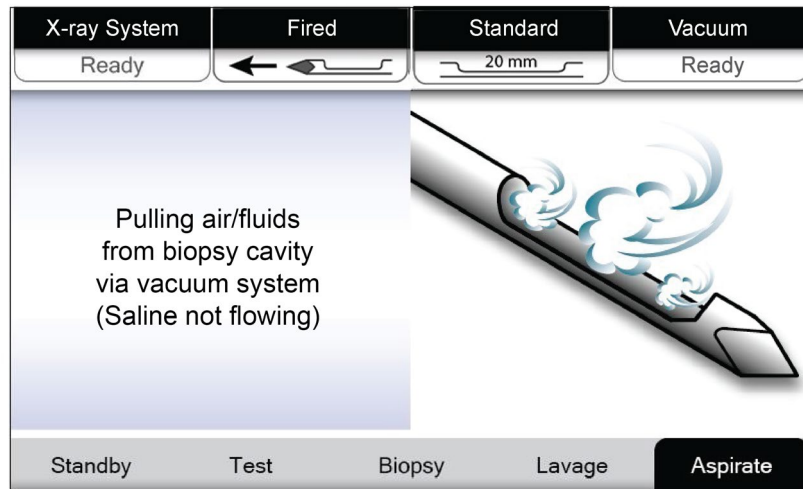 X-ray System Fired Standard Vacuum
Ready 20 mm Ready
Pulling air/fluids
from biopsy cavity
via vacuum system
(Saline not flowing)
Standby Test Biopsy Lavage Aspirate